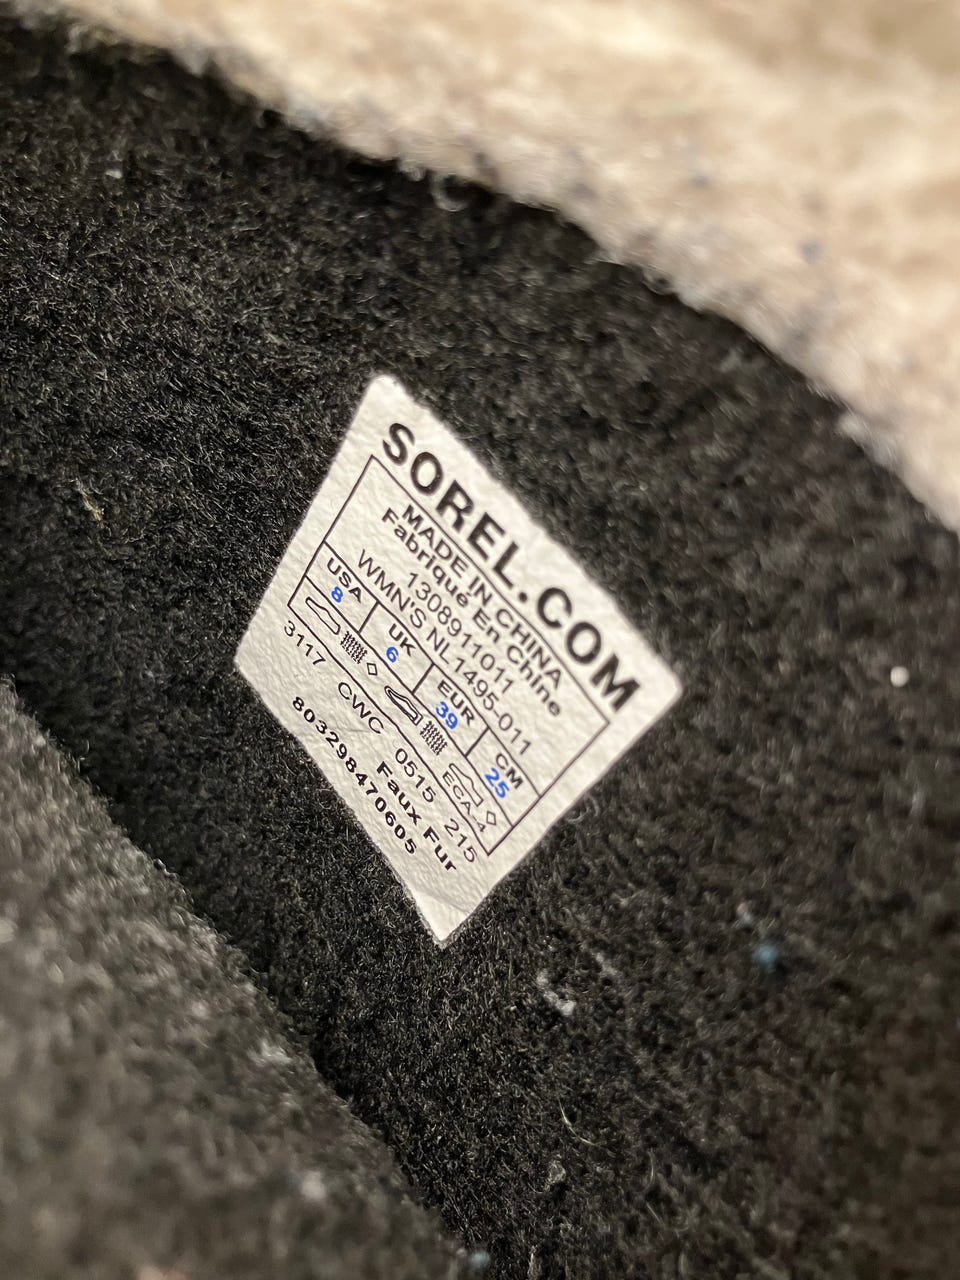 SOREL.COM
MADE IN CHINA
Fabriqué En Chine
1308911011
WMN'S NL1495-011
USA UK EUR CM
8 6 39 25
ECA-4
3117 CWC 0515 215
Faux Fur
803298470605